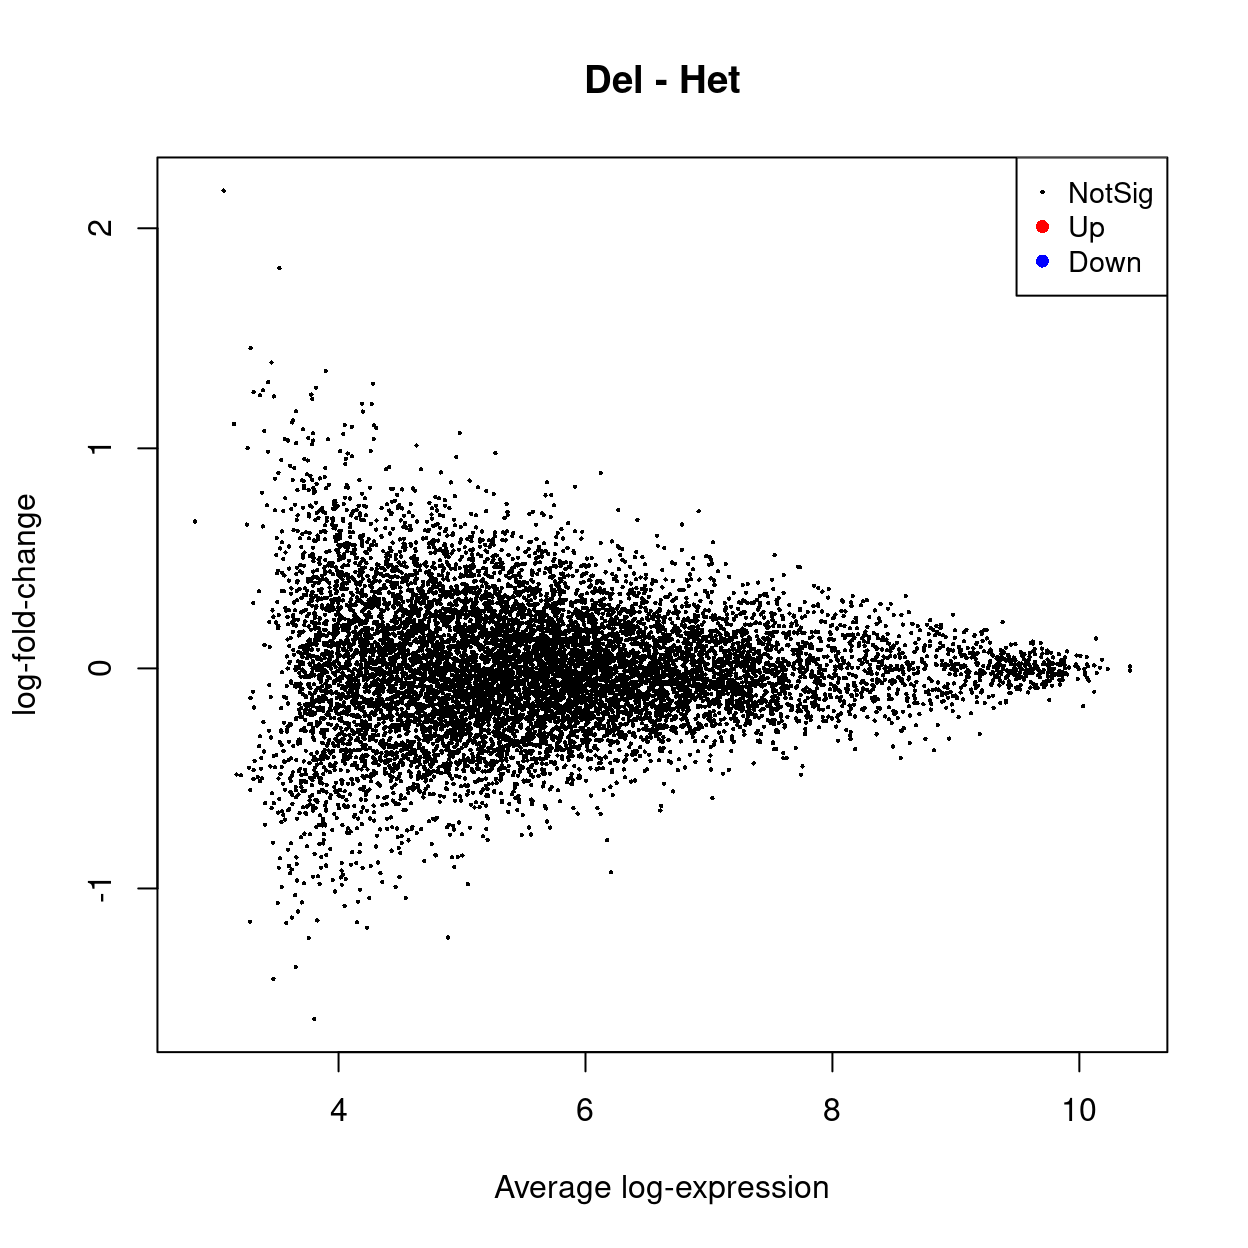 Del - Het
NotSig
Up
Down
2
1
0
-1
log-fold-change
4 6 8 10
Average log-expression